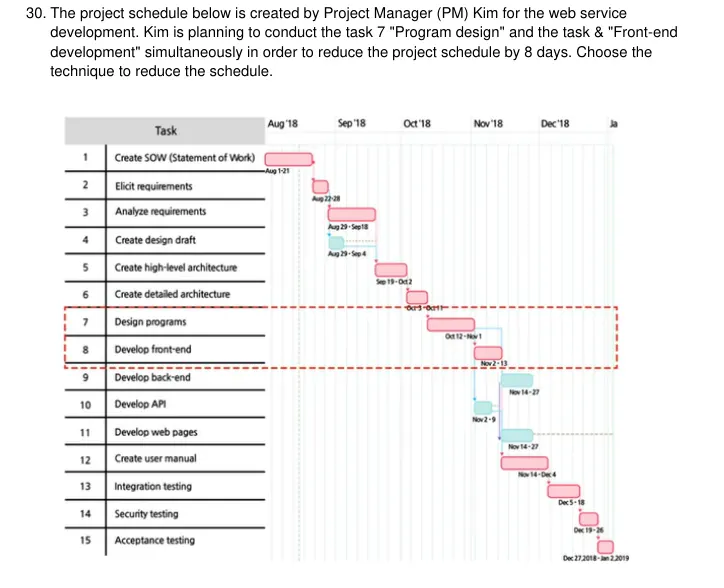 30. The project schedule below is created by Project Manager (PM) Kim for the web service
development. Kim is planning to conduct the task 7 "Program design" and the task & "Front-end
development" simultaneously in order to reduce the project schedule by 8 days. Choose the
technique to reduce the schedule.
Task Aug '18 Sep '18 Oct '18 Nov '18 Dec '18 Ja
1 Create SOW (Statement of Work)
Aug 1-21
2 Elicit requirements
Aug 22-28
3 Analyze requirements
Aug 29 - Sep 18
4 Create design draft
Aug 29 - Sep 4
5 Create high-level architecture
Sep 19 - Oct 2
6 Create detailed architecture
Oct 3 - Oct 11
7 Design programs
Oct 12 - Nov 1
8 Develop front-end
Nov 2 - 13
9 Develop back-end
Nov 14 - 27
10 Develop API
Nov 2 - 9
11 Develop web pages
Nov 14 - 27
12 Create user manual
Nov 14 - Dec 4
13 Integration testing
Dec 5 - 18
14 Security testing
Dec 19 - 26
15 Acceptance testing
Dec 27,2018 - Jan 2,2019